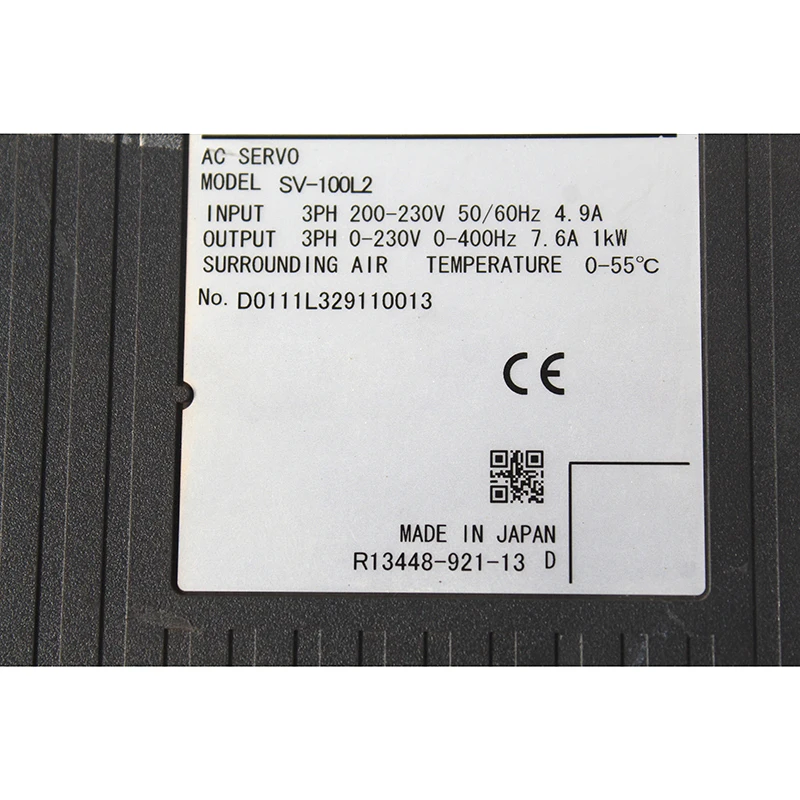 AC SERVO
MODEL SV-100L2
INPUT 3PH 200-230V 50/60Hz 4.9A
OUTPUT 3PH 0-230V 0-400Hz 7.6A 1kW
SURROUNDING AIR TEMPERATURE 0-55℃
No. D0111L329110013
CE
MADE IN JAPAN
R13448-921-13 D